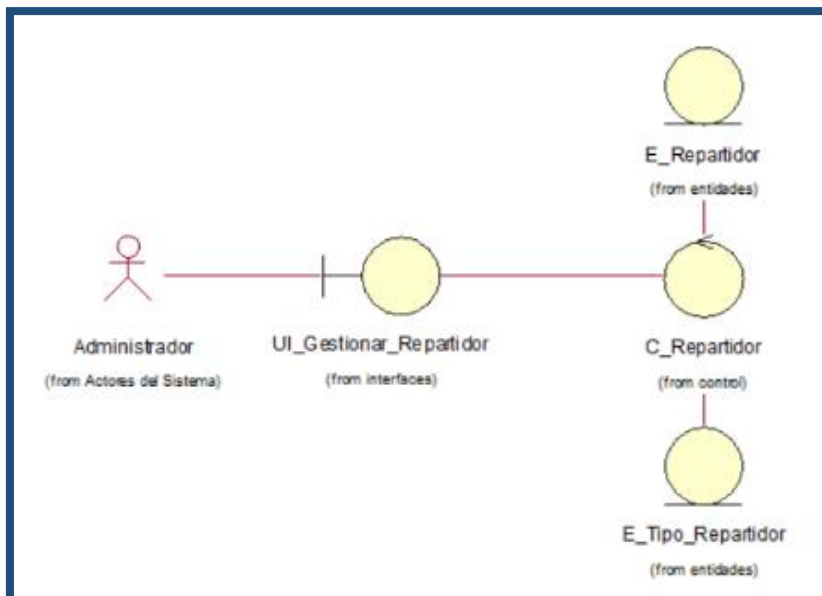 E_Repartidor
(from entidades)
Administrador
(from Actores del Sistema)
UI_Gestionar_Repartidor
(from interfaces)
C_Repartidor
(from control)
E_Tipo_Repartidor
(from entidades)